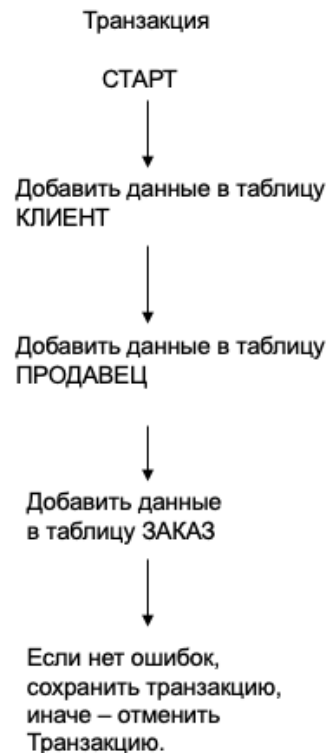 Транзакция
СТАРТ
Добавить данные в таблицу
КЛИЕНТ
Добавить данные в таблицу
ПРОДАВЕЦ
Добавить данные
в таблицу ЗАКАЗ
Если нет ошибок,
сохранить транзакцию,
иначе – отменить
Транзакцию.